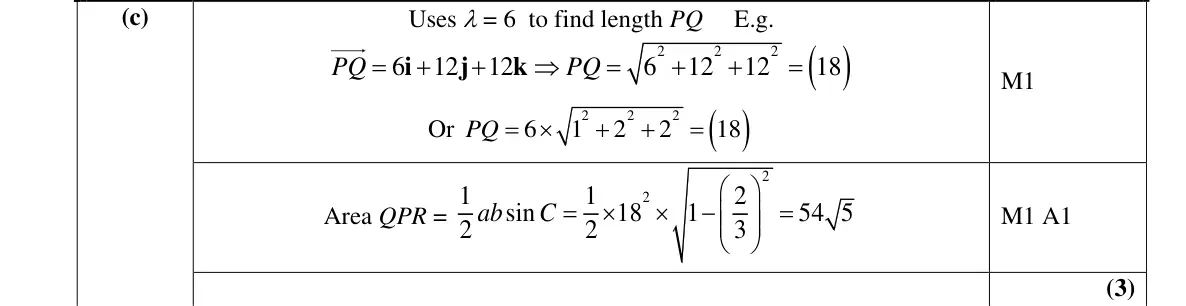 (c)
Uses λ = 6 to find length PQ E.g.
\overrightarrow{PQ} = 6i+12j+12k ⇒ PQ = √(6² +12² +12²) = (18)
M1
Or PQ = 6× √(1² + 2² + 2²) = (18)
Area QPR = 1/2 ab sin C = 1/2 ×18² × √(1−(2/3)²) = 54√5
M1 A1
(3)